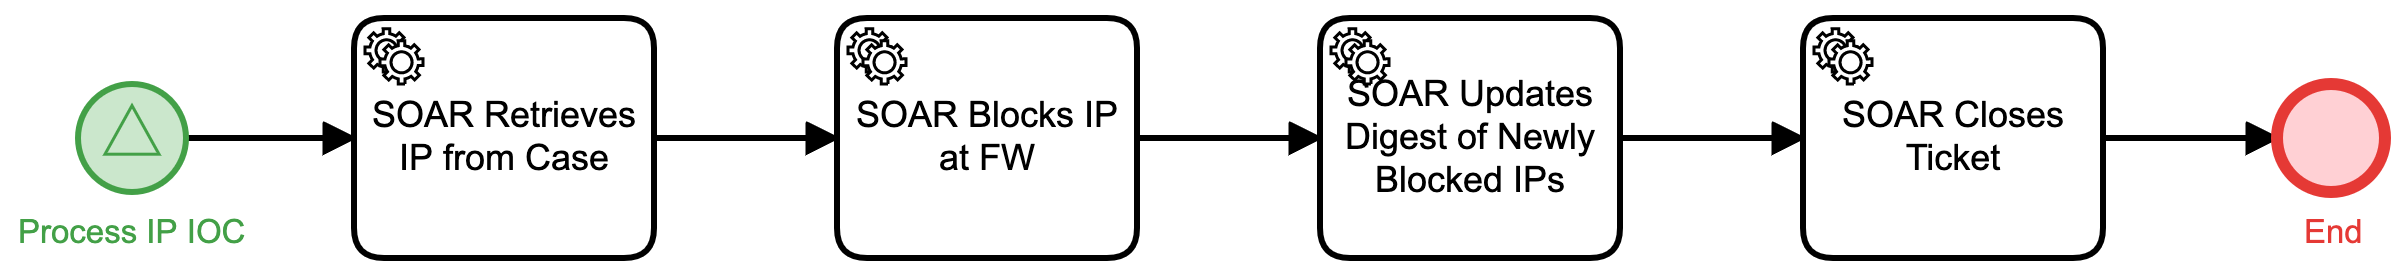 Process IP IOC
SOAR Retrieves
IP from Case
SOAR Blocks IP
at FW
SOAR Updates
Digest of Newly
Blocked IPs
SOAR Closes
Ticket
End